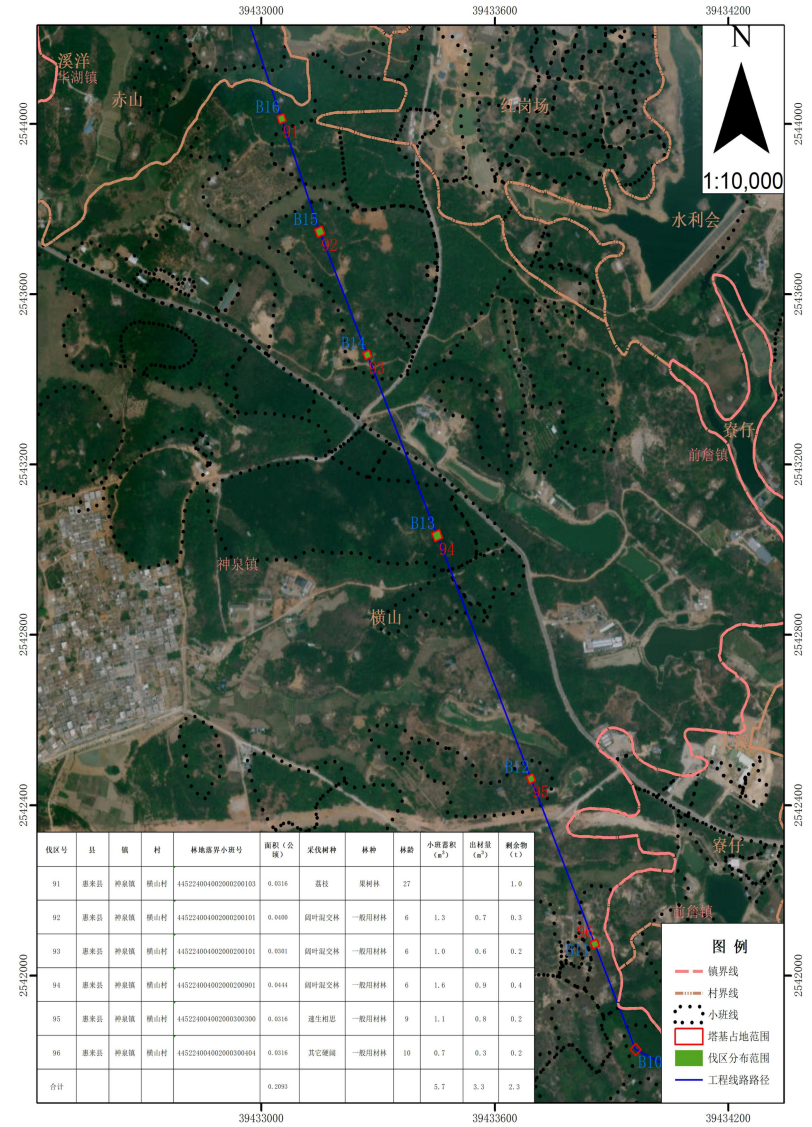 39433000 39433600 39434200
2544000 2544000
2543600 2543600
2543200 2543200
2542800 2542800
2542400 2542400
2542000 2542000
N
1:10,000
溪洋
华湖镇
赤山
B16
91
红岗场
水利会
B15
92
B14
93
寮仔
前詹镇
B13
94
神泉镇
横山
B12
95
寮仔
前詹镇
96
B11
B10
伐区号 县 镇 村 林地落界小班号 面积（公顷） 采伐树种 林种 林龄 小班蓄积（m³） 出材量（m³） 剩余物（t）
91 惠来县 神泉镇 横山村 445224004002000200103 0.0316 荔枝 果树林 27 1.0
92 惠来县 神泉镇 横山村 445224004002000200101 0.0400 阔叶混交林 一般用材林 6 1.3 0.7 0.3
93 惠来县 神泉镇 横山村 445224004002000200101 0.0301 阔叶混交林 一般用材林 6 1.0 0.6 0.2
94 惠来县 神泉镇 横山村 445224004002000200901 0.0444 阔叶混交林 一般用材林 6 1.6 0.9 0.4
95 惠来县 神泉镇 横山村 445224004002000300300 0.0316 速生相思 一般用材林 9 1.1 0.8 0.2
96 惠来县 神泉镇 横山村 445224004002000300404 0.0316 其它硬阔 一般用材林 10 0.7 0.3 0.2
合计 0.2093 5.7 3.3 2.3
图 例
镇界线
村界线
小班线
塔基占地范围
伐区分布范围
工程线路路径
39433000 39433600 39434200